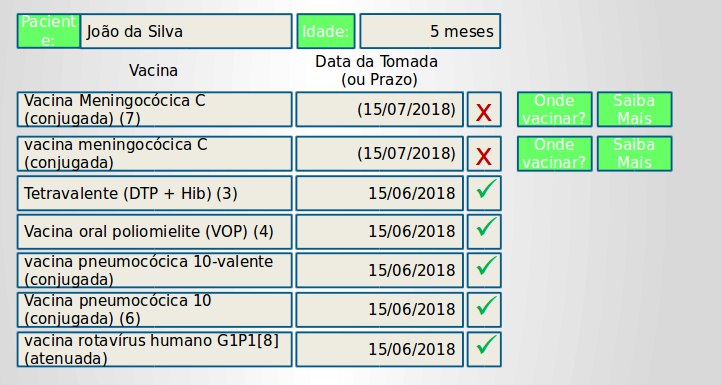 Pacient
e:
João da Silva
Idade:
5 meses
Vacina
Data da Tomada
(ou Prazo)
Vacina Meningocócica C
(conjugada) (7)
(15/07/2018)
X
Onde
vacinar?
Saiba
Mais
vacina meningocócica C
(conjugada)
(15/07/2018)
X
Onde
vacinar?
Saiba
Mais
Tetravalente (DTP + Hib) (3)
15/06/2018
✓
Vacina oral poliomielite (VOP) (4)
15/06/2018
✓
vacina pneumocócica 10-valente
(conjugada)
15/06/2018
✓
Vacina pneumocócica 10
(conjugada) (6)
15/06/2018
✓
vacina rotavírus humano G1P1[8]
(atenuada)
15/06/2018
✓